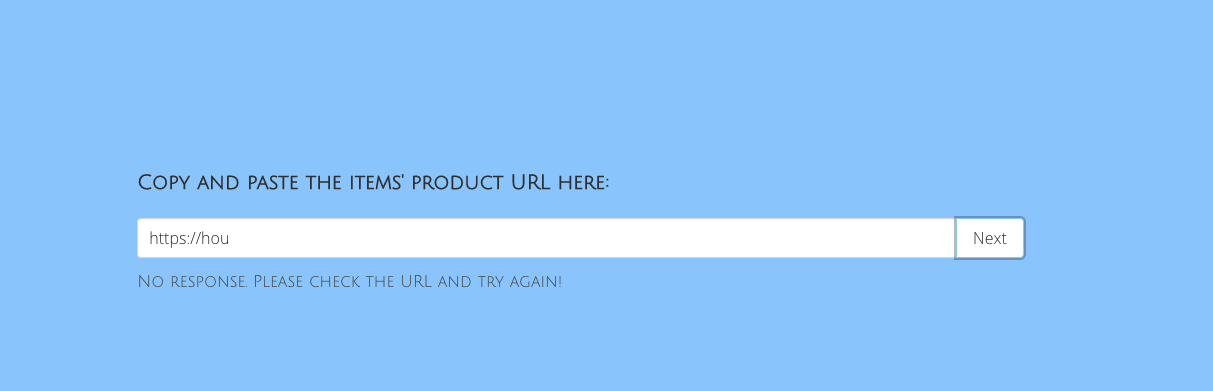 Copy and paste the items' product URL here:
https://hou
Next
No response. Please check the URL and try again!